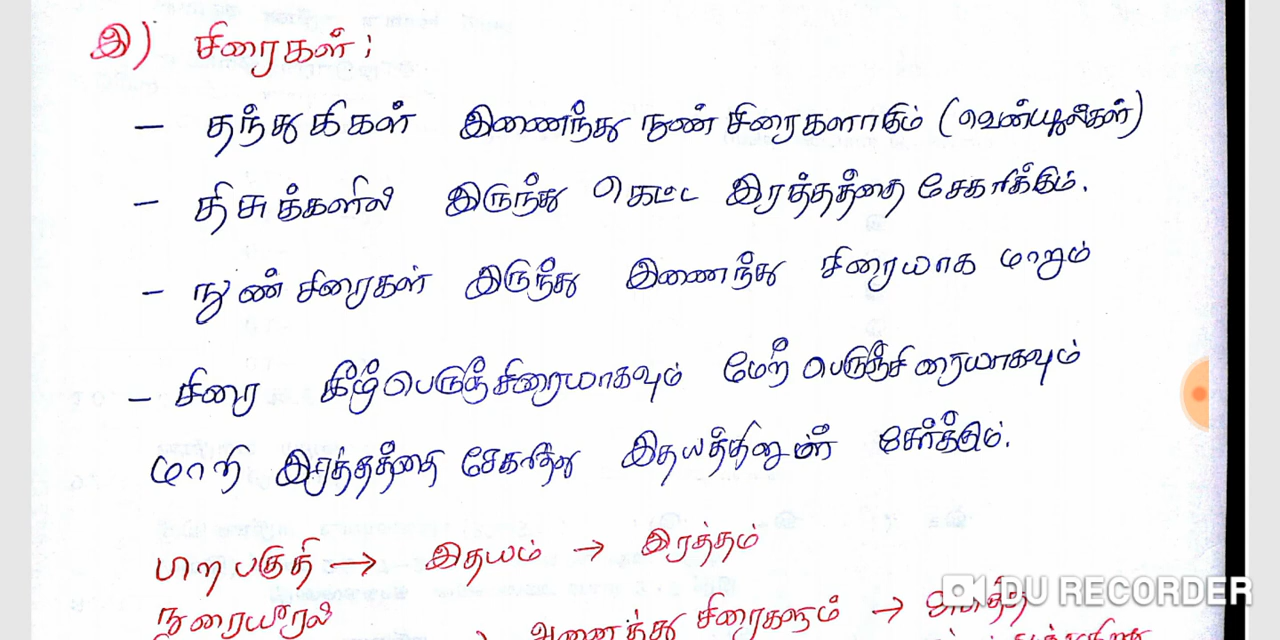 இ) சிரைகள் :
– தந்துகிகள் இணைந்து நுண் சிரைகளாகும் (வென்யூல்கள்)
– திசுக்களில் இருந்து கெட்ட இரத்தத்தை சேகரிக்கும்.
– நுண் சிரைகள் இருந்து இணைந்து சிரையாக மாறும்
– சிரை கீழ்பெருஞ்சிரையாகவும் மேற் பெருஞ்சிரையாகவும்
மாறி இரத்தத்தை சேகரித்து இதயத்தினுள் சேர்க்கும்.
பிற பகுதி → இதயம் → இரத்தம்
நுரையீரல்
அனைத்து சிரைகளும் →
DU RECORDER